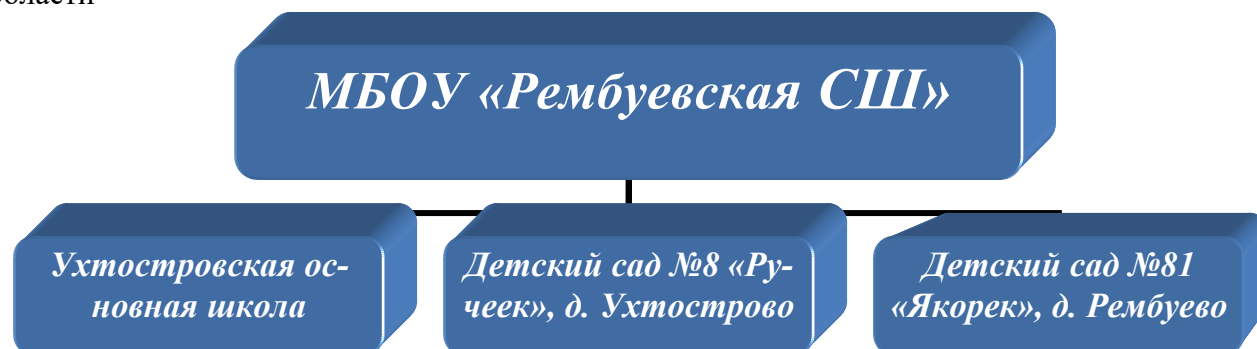 МБОУ «Рембуевская СШ»
Ухтостровская ос-
новная школа
Детский сад №8 «Ру-
чеек», д. Ухтострово
Детский сад №81
«Якорек», д. Рембуево